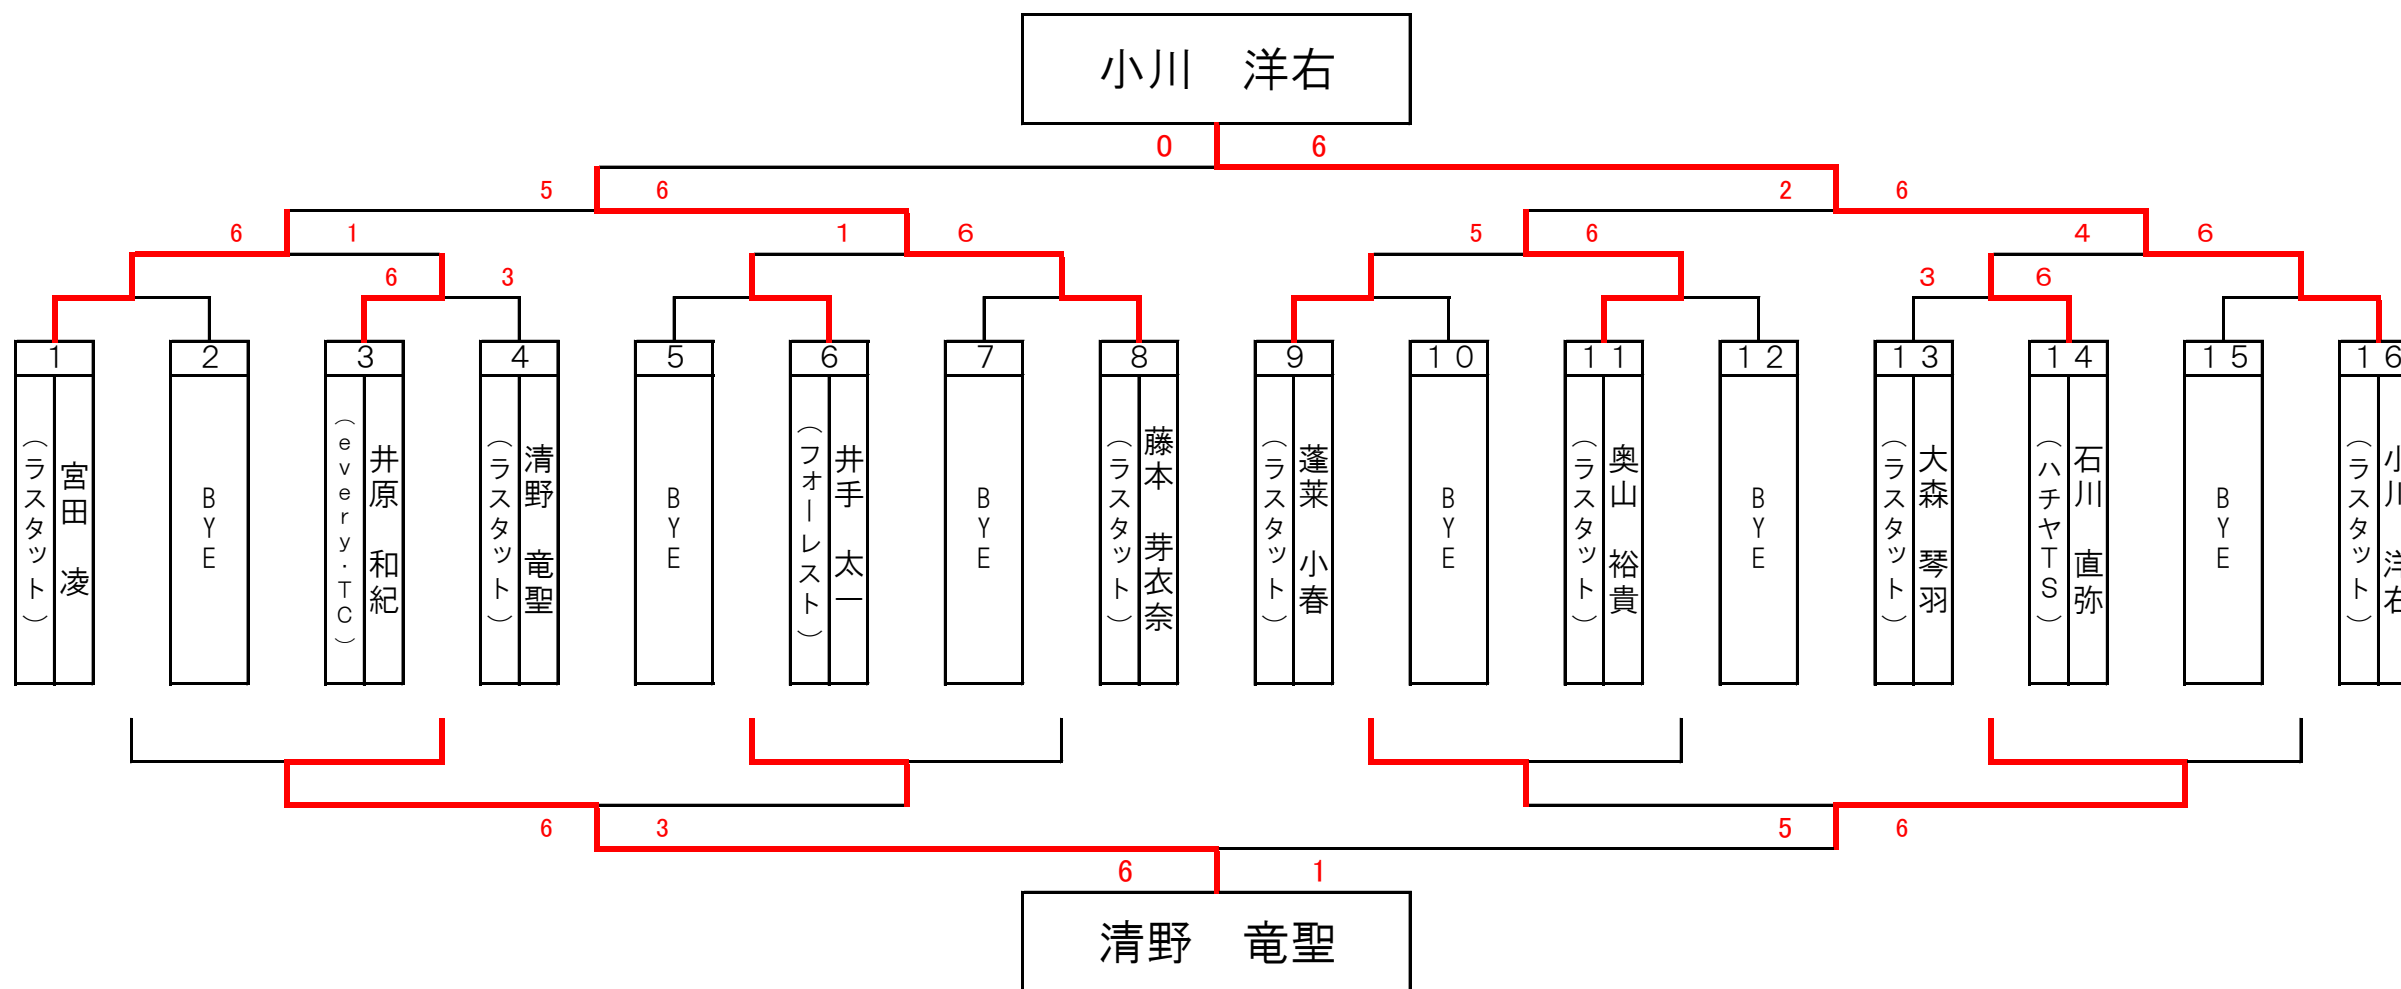 小川　洋右
0 6
5 6 2 6
6 1 1 6 5 6 4 6
6 3 3 6
1 2 3 4 5 6 7 8 9 10 11 12 13 14 15 16
宮田　凌
（ラスタット）
BYE
井原　和紀
（every・TC）
清野　竜聖
（ラスタット）
BYE
井手　太一
（フォーレスト）
BYE
藤本　芽衣奈
（ラスタット）
蓬莱　小春
（ラスタット）
BYE
奥山　裕貴
（ラスタット）
BYE
大森　琴羽
（ラスタット）
石川　直弥
（ハチヤTS）
BYE
小川　洋右
（ラスタット）
6 3 5 6
6 1
清野　竜聖